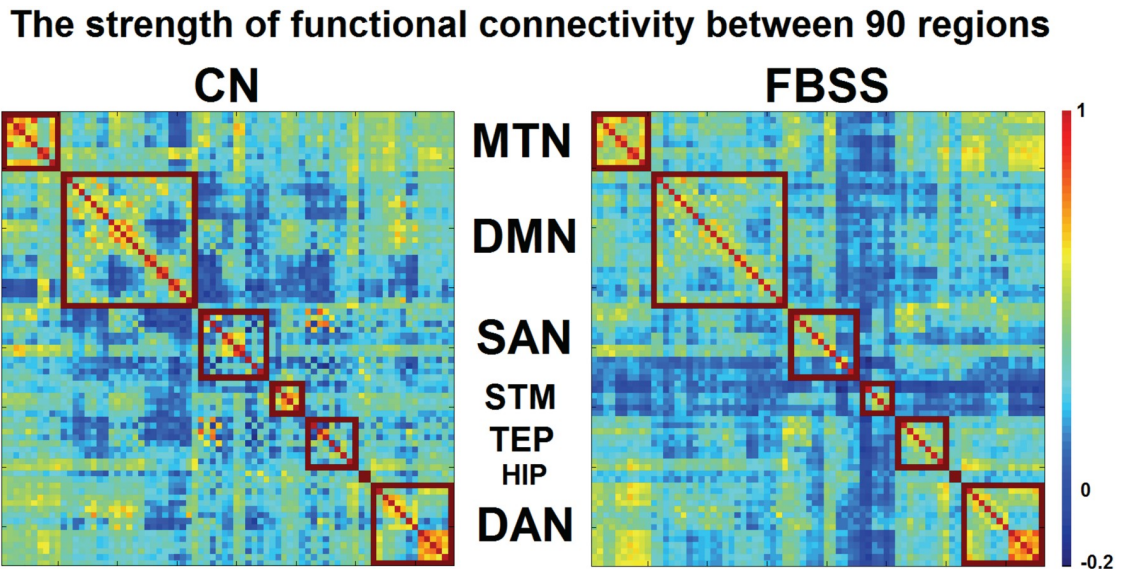 The strength of functional connectivity between 90 regions
CN
FBSS
MTN
DMN
SAN
STM
TEP
HIP
DAN
1
0
-0.2